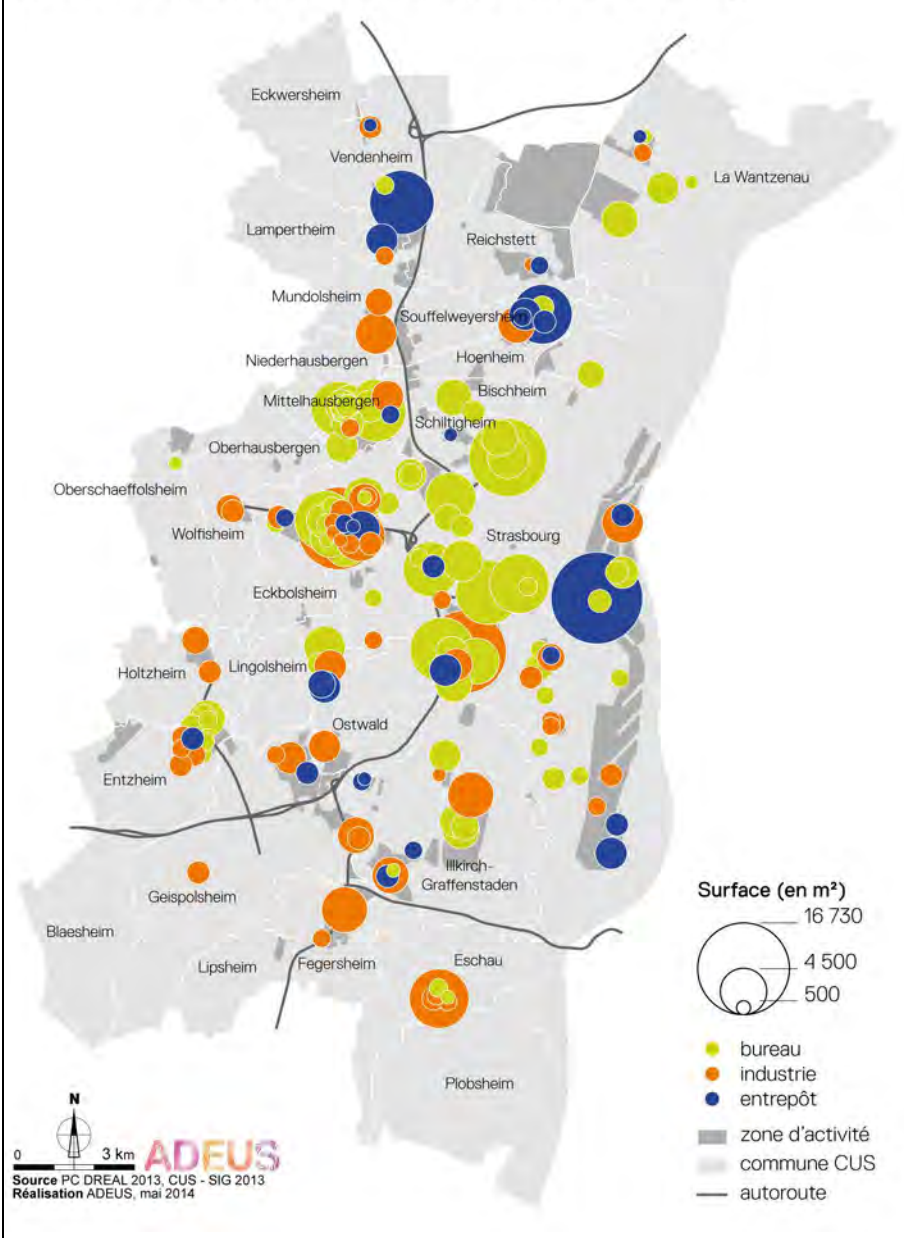 Eckwersheim
Vendenheim
La Wantzenau
Lampertheim
Reichstett
Mundolsheim
Souffelweyersheim
Hoenheim
Niederhausbergen
Bischheim
Mittelhausbergen
Schiltigheim
Oberhausbergen
Oberschaeffolsheim
Wolfisheim
Strasbourg
Eckbolsheim
Holtzheim
Lingolsheim
Ostwald
Entzheim
Illkirch-
Graffenstaden
Geispolsheim
Blaesheim
Lipsheim
Fegersheim
Eschau
Plobsheim
Surface (en m²)
16 730
4 500
500
bureau
industrie
entrepôt
zone d'activité
commune CUS
autoroute
N
0 3 km
ADEUS
Source PC DREAL 2013, CUS - SIG 2013
Réalisation ADEUS, mai 2014